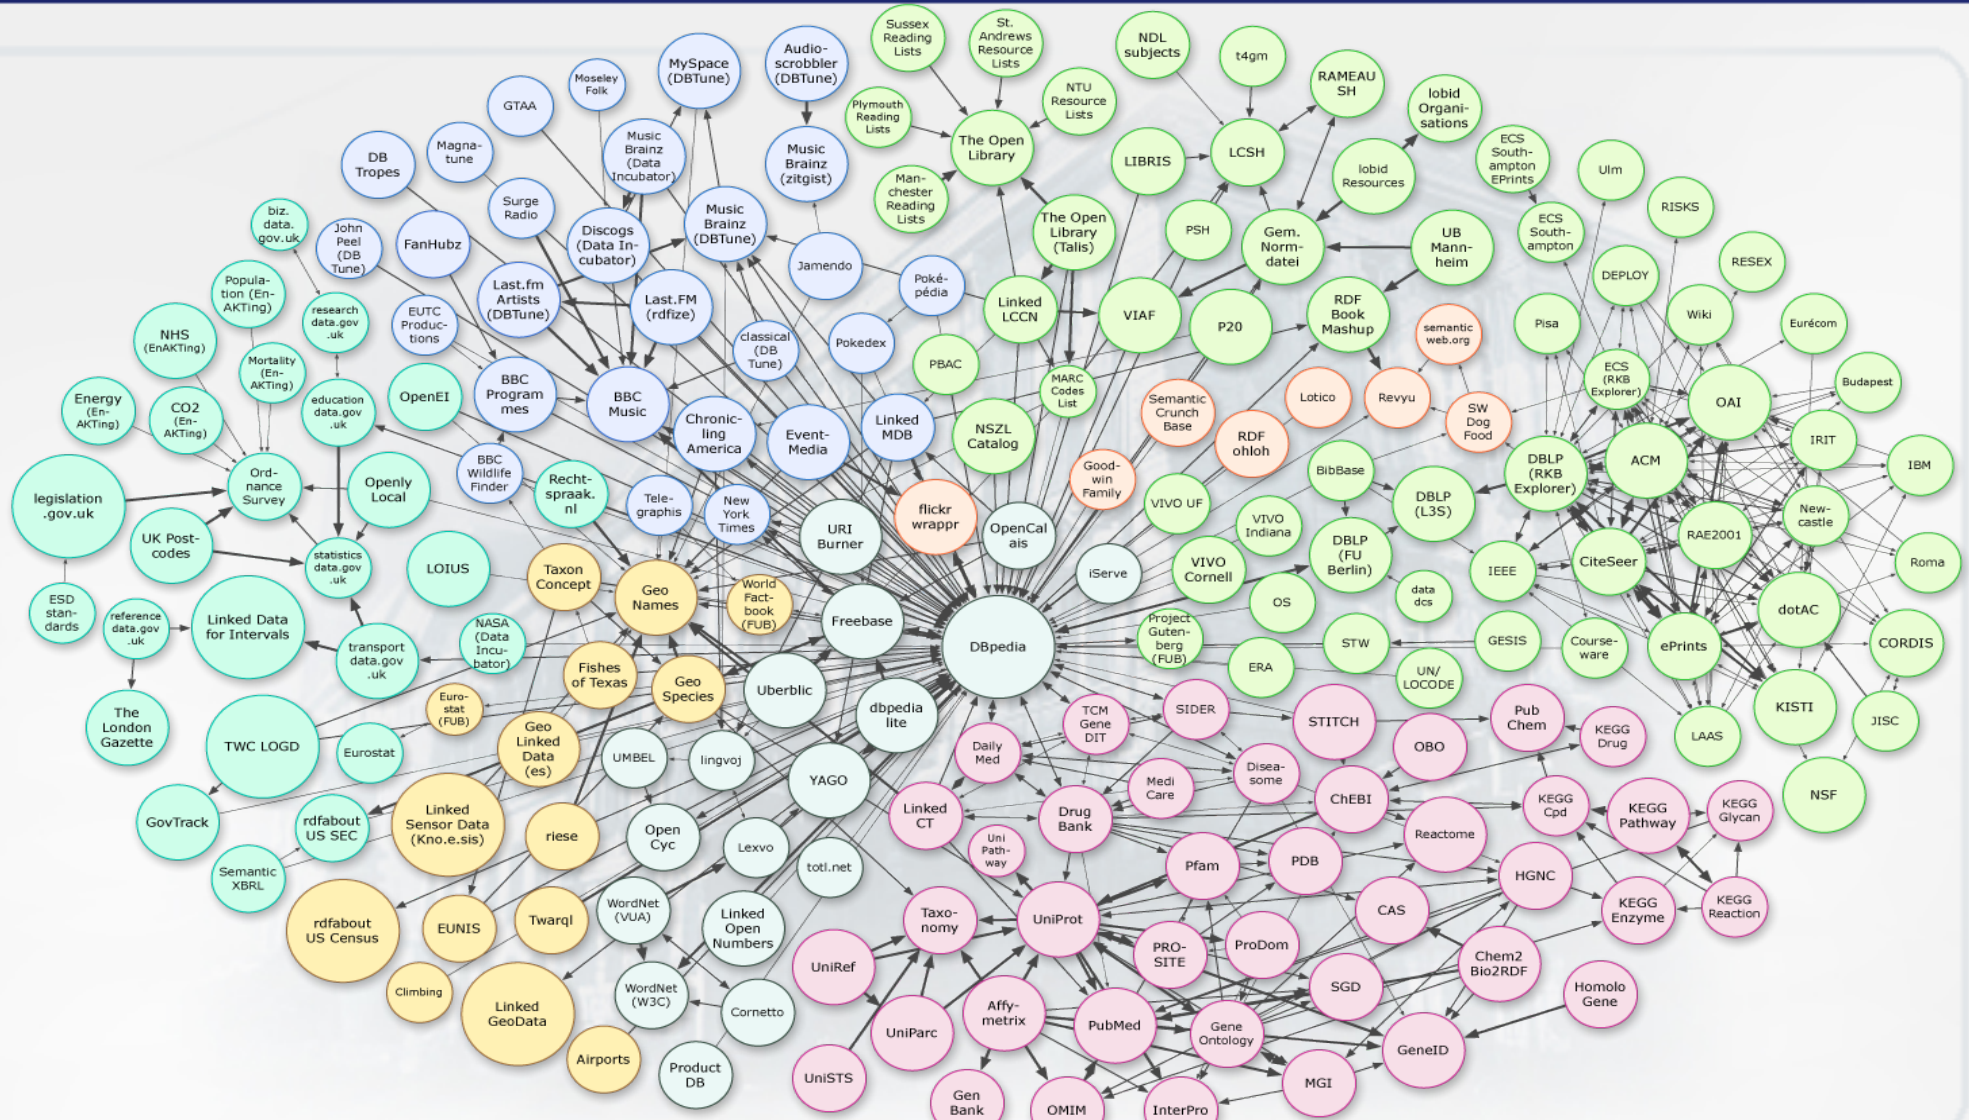 Sussex
Reading
Lists
St.
Andrews
Resource
Lists
NDL
subjects
t4gm
RAMEAU
SH
lobid
Organi-
sations
Audio-
scrobbler
(DBTune)
MySpace
(DBTune)
Moseley
Folk
GTAA
Plymouth
Reading
Lists
NTU
Resource
Lists
The Open
Library
LIBRIS
LCSH
lobid
Resources
ECS
South-
ampton
EPrints
Ulm
DB
Tropes
Magna-
tune
Music
Brainz
(Data
Incubator)
Music
Brainz
(zitgist)
Man-
chester
Reading
Lists
RISKS
biz.
data.
gov.uk
John
Peel
(DB
Tune)
FanHubz
Surge
Radio
Discogs
(Data In-
cubator)
Music
Brainz
(DBTune)
Jamendo
Poké-
pédia
The Open
Library
(Talis)
PSH
Gem.
Norm-
datei
UB
Mann-
heim
ECS
South-
ampton
DEPLOY
RESEX
Popula-
tion (En-
AKTing)
research
data.gov
.uk
EUTC
Produc-
tions
Last.fm
Artists
(DBTune)
Last.FM
(rdfize)
classical
(DB
Tune)
Pokedex
Linked
LCCN
VIAF
P20
RDF
Book
Mashup
semantic
web.org
Pisa
Wiki
Eurécom
NHS
(EnAKTing)
Mortality
(En-
AKTing)
PBAC
MARC
Codes
List
ECS
(RKB
Explorer)
Budapest
Energy
(En-
AKTing)
CO2
(En-
AKTing)
education
data.gov
.uk
OpenEI
BBC
Program
mes
BBC
Music
Chronic-
ling
America
Event-
Media
Linked
MDB
NSZL
Catalog
Semantic
Crunch
Base
Lotico
Revyu
SW
Dog
Food
OAI
RDF
ohloh
IRIT
IBM
legislation
.gov.uk
Ord-
nance
Survey
Openly
Local
BBC
Wildlife
Finder
Recht-
spraak.
nl
Tele-
graphis
New
York
Times
URI
Burner
flickr
wrappr
OpenCal
ais
Good-
win
Family
VIVO UF
BibBase
DBLP
(L3S)
DBLP
(RKB
Explorer)
ACM
New-
castle
UK Post-
codes
statistics
data.gov
.uk
VIVO
Indiana
RAE2001
LOIUS
Taxon
Concept
Geo
Names
World
Fact-
book
(FUB)
Freebase
iServe
VIVO
Cornell
DBLP
(FU
Berlin)
IEEE
CiteSeer
Roma
ESD
stan-
dards
reference
data.gov
.uk
Linked Data
for Intervals
OS
data
dcs
dotAC
transport
data.gov
.uk
NASA
(Data
Incu-
bator)
DBpedia
Project
Guten-
berg
(FUB)
STW
GESIS
Course-
ware
ePrints
CORDIS
Fishes
of Texas
Geo
Species
Uberblic
ERA
UN/
LOCODE
The
London
Gazette
Euro-
stat
(FUB)
dbpedia
lite
TCM
Gene
DIT
SIDER
STITCH
Pub
Chem
KEGG
Drug
KISTI
JISC
LAAS
TWC LOGD
Eurostat
Geo
Linked
Data
(es)
UMBEL
lingvoj
YAGO
Daily
Med
Disea-
some
OBO
GovTrack
rdfabout
US SEC
Linked
Sensor Data
(Kno.e.sis)
riese
Open
Cyc
Linked
CT
Drug
Bank
Medi
Care
ChEBI
KEGG
Cpd
KEGG
Pathway
KEGG
Glycan
NSF
Semantic
XBRL
Lexvo
totl.net
Uni
Path-
way
Pfam
PDB
Reactome
HGNC
rdfabout
US Census
EUNIS
Twarql
WordNet
(VUA)
Linked
Open
Numbers
Taxo-
nomy
UniProt
CAS
KEGG
Enzyme
KEGG
Reaction
UniRef
PRO-
SITE
ProDom
Chem2
Bio2RDF
Climbing
Linked
GeoData
WordNet
(W3C)
Cornetto
SGD
Homolo
Gene
UniParc
Affy-
metrix
PubMed
Gene
Ontology
GeneID
Airports
Product
DB
UniSTS
MGI
Gen
Bank
OMIM
InterPro